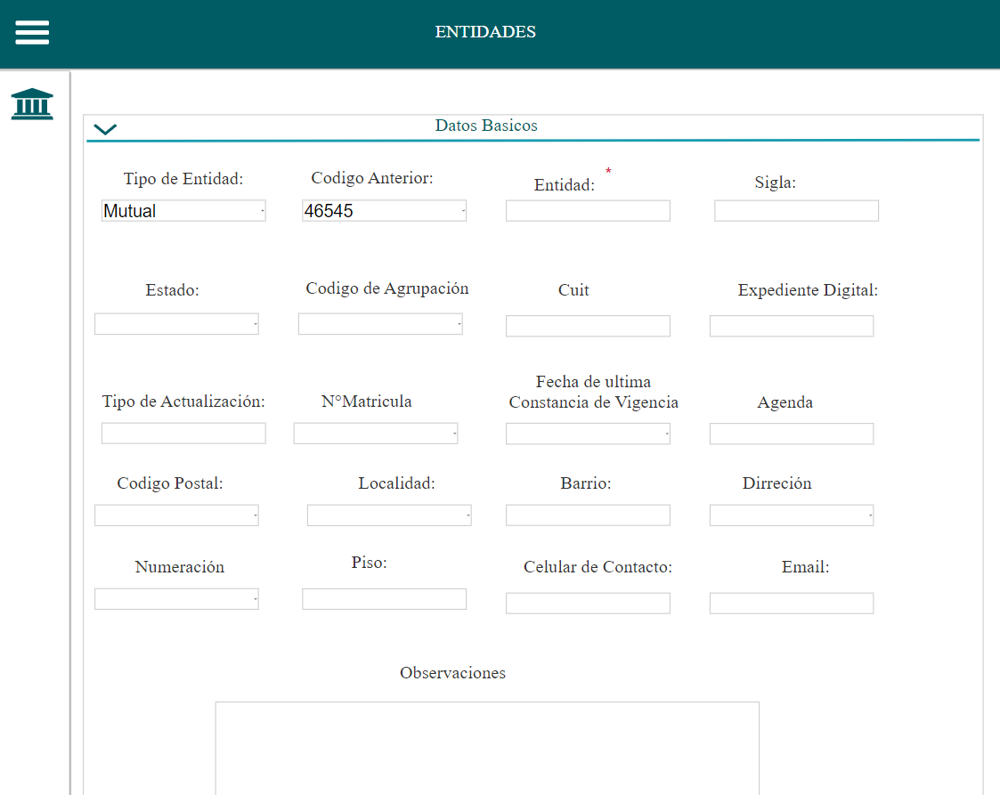 ENTIDADES
Datos Basicos
Tipo de Entidad:
Codigo Anterior:
Entidad: *
Sigla:
Mutual
46545
Estado:
Codigo de Agrupación
Cuit
Expediente Digital:
Tipo de Actualización:
N°Matricula
Fecha de ultima
Constancia de Vigencia
Agenda
Codigo Postal:
Localidad:
Barrio:
Dirreción
Numeración
Piso:
Celular de Contacto:
Email:
Observaciones